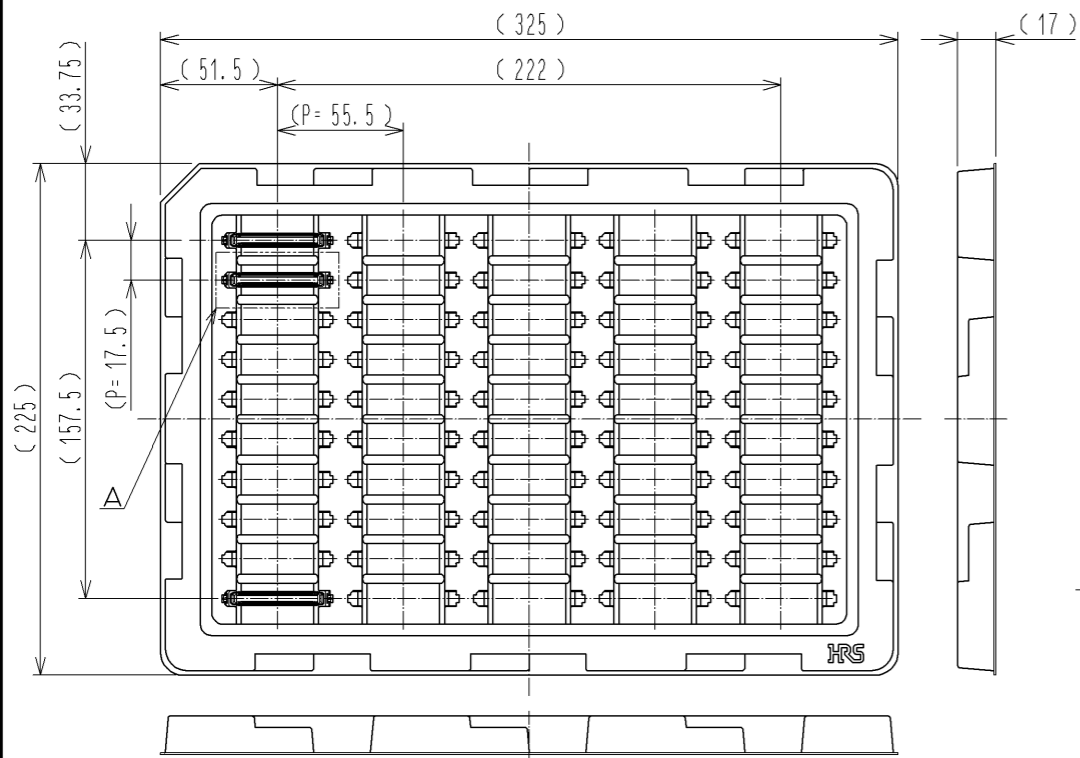 ( 325 )
( 17 )
( 51.5 )
( 222 )
( 33.75 )
(P= 55.5 )
(P= 17.5 )
( 157.5 )
( 225 )
A
HRS